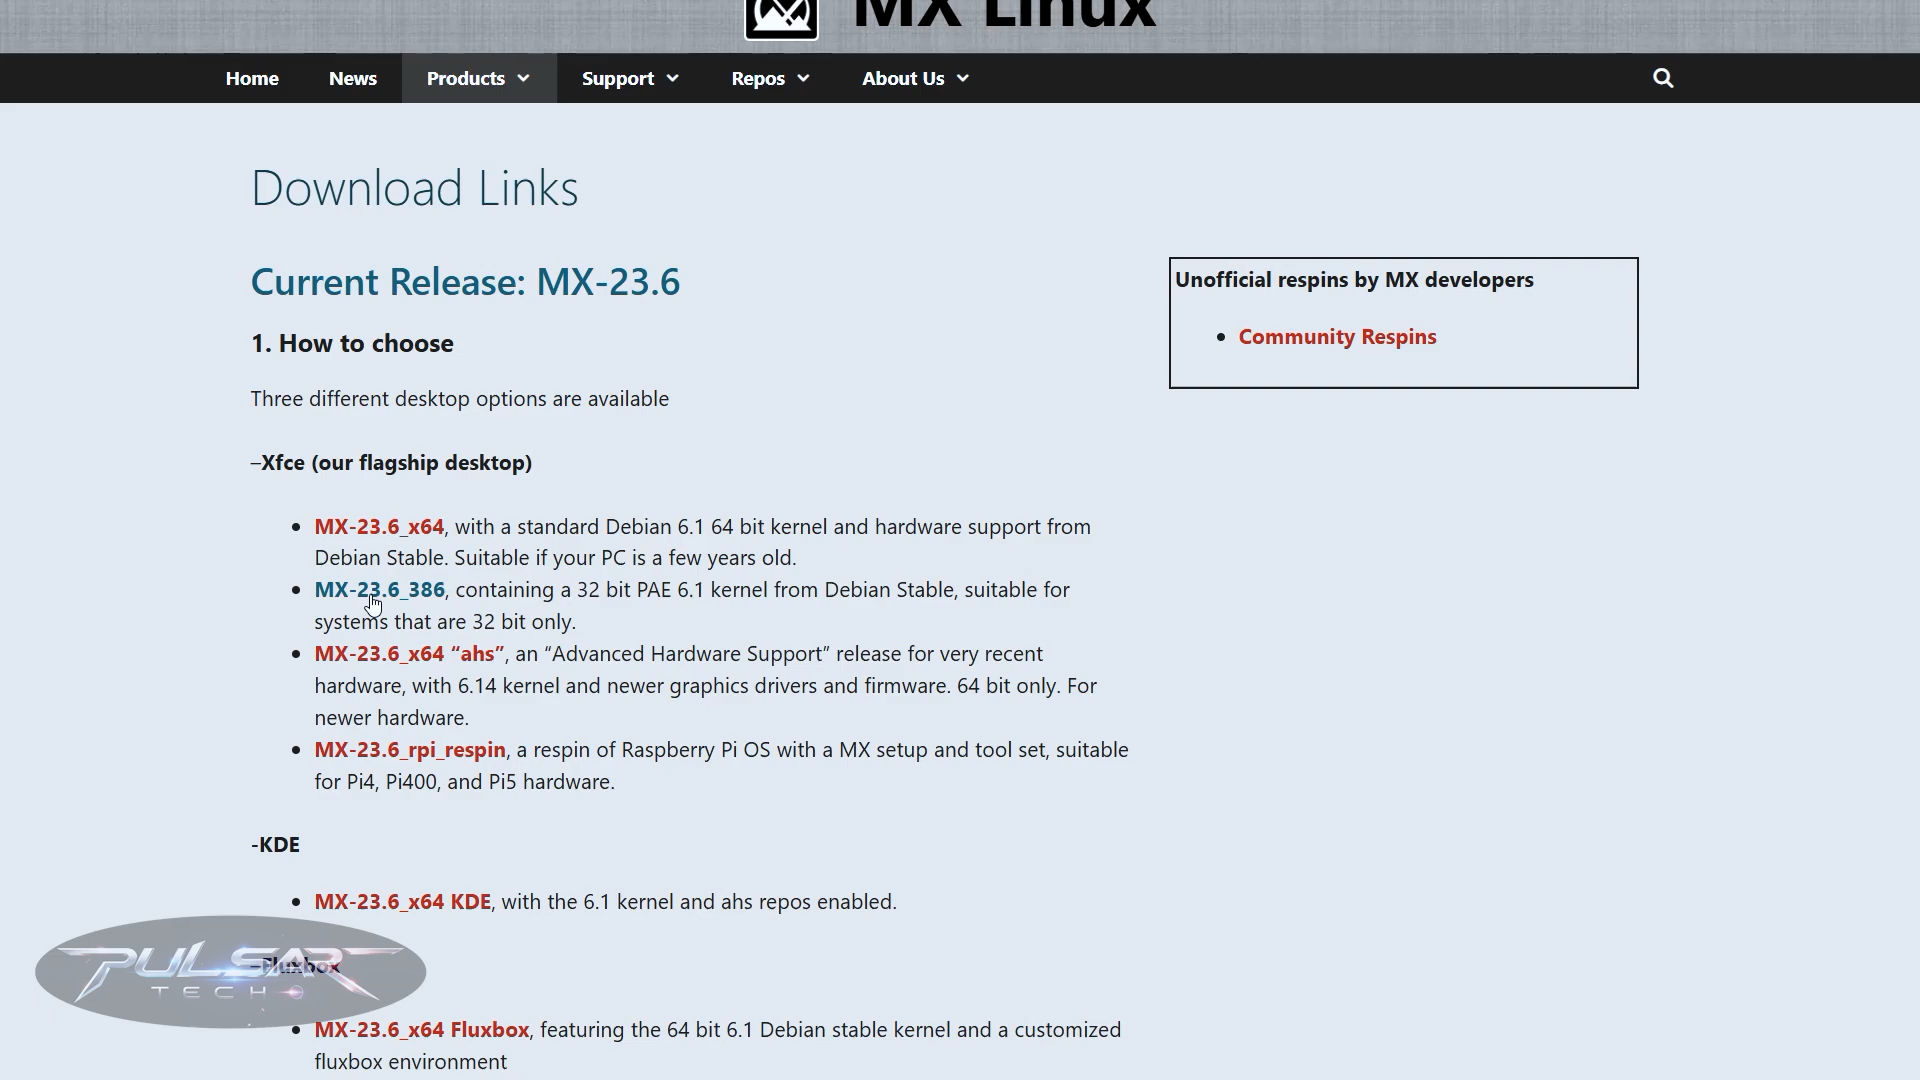 MX Linux
Home News Products Support Repos About Us
Download Links
Current Release: MX-23.6
Unofficial respins by MX developers
• Community Respins
1. How to choose
Three different desktop options are available
–Xfce (our flagship desktop)
• MX-23.6_x64, with a standard Debian 6.1 64 bit kernel and hardware support from
Debian Stable. Suitable if your PC is a few years old.
• MX-23.6_386, containing a 32 bit PAE 6.1 kernel from Debian Stable, suitable for
systems that are 32 bit only.
• MX-23.6_x64 “ahs”, an “Advanced Hardware Support” release for very recent
hardware, with 6.14 kernel and newer graphics drivers and firmware. 64 bit only. For
newer hardware.
• MX-23.6_rpi_respin, a respin of Raspberry Pi OS with a MX setup and tool set, suitable
for Pi4, Pi400, and Pi5 hardware.
-KDE
• MX-23.6_x64 KDE, with the 6.1 kernel and ahs repos enabled.
–Fluxbox
PULSAR
TECH
• MX-23.6_x64 Fluxbox, featuring the 64 bit 6.1 Debian stable kernel and a customized
fluxbox environment